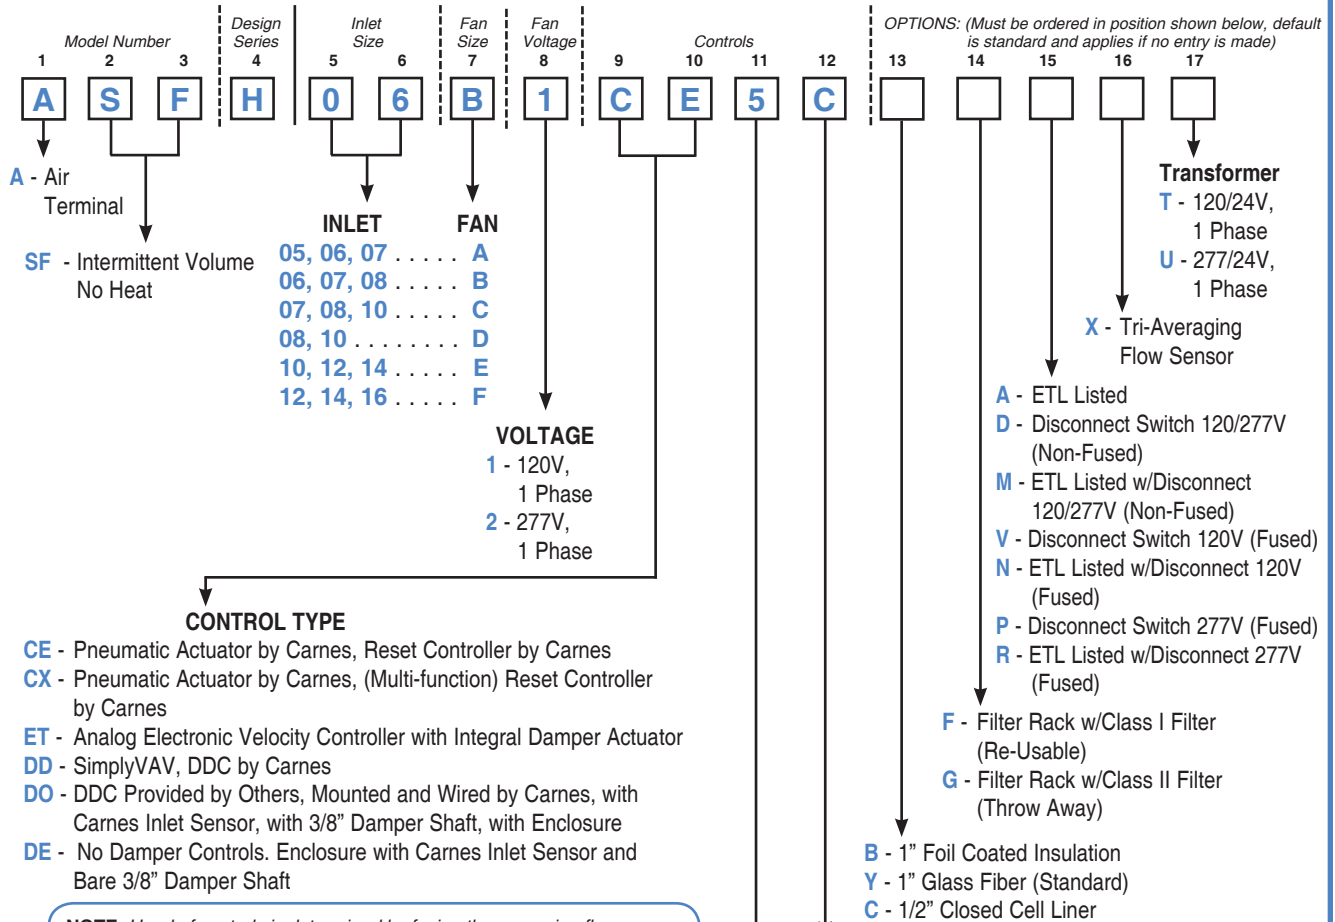 Model Number
Design Series
Inlet Size
Fan Size
Fan Voltage
Controls
OPTIONS: (Must be ordered in position shown below, default is standard and applies if no entry is made)
1 2 3 4 5 6 7 8 9 10 11 12 13 14 15 16 17
A S F H 0 6 B 1 C E 5 C
A - Air
Terminal
SF - Intermittent Volume
No Heat
INLET FAN
05, 06, 07 . . . . . A
06, 07, 08 . . . . . B
07, 08, 10 . . . . . C
08, 10 . . . . . . . . D
10, 12, 14 . . . . . E
12, 14, 16 . . . . . F
VOLTAGE
1 - 120V,
1 Phase
2 - 277V,
1 Phase
CONTROL TYPE
CE - Pneumatic Actuator by Carnes, Reset Controller by Carnes
CX - Pneumatic Actuator by Carnes, (Multi-function) Reset Controller
by Carnes
ET - Analog Electronic Velocity Controller with Integral Damper Actuator
DD - SimplyVAV, DDC by Carnes
DO - DDC Provided by Others, Mounted and Wired by Carnes, with
Carnes Inlet Sensor, with 3/8” Damper Shaft, with Enclosure
DE - No Damper Controls. Enclosure with Carnes Inlet Sensor and
Bare 3/8” Damper Shaft
Transformer
T - 120/24V,
1 Phase
U - 277/24V,
1 Phase
X - Tri-Averaging
Flow Sensor
A - ETL Listed
D - Disconnect Switch 120/277V
(Non-Fused)
M - ETL Listed w/Disconnect
120/277V (Non-Fused)
V - Disconnect Switch 120V (Fused)
N - ETL Listed w/Disconnect 120V
(Fused)
P - Disconnect Switch 277V (Fused)
R - ETL Listed w/Disconnect 277V
(Fused)
F - Filter Rack w/Class I Filter
(Re-Usable)
G - Filter Rack w/Class II Filter
(Throw Away)
B - 1” Foil Coated Insulation
Y - 1” Glass Fiber (Standard)
C - 1/2” Closed Cell Liner